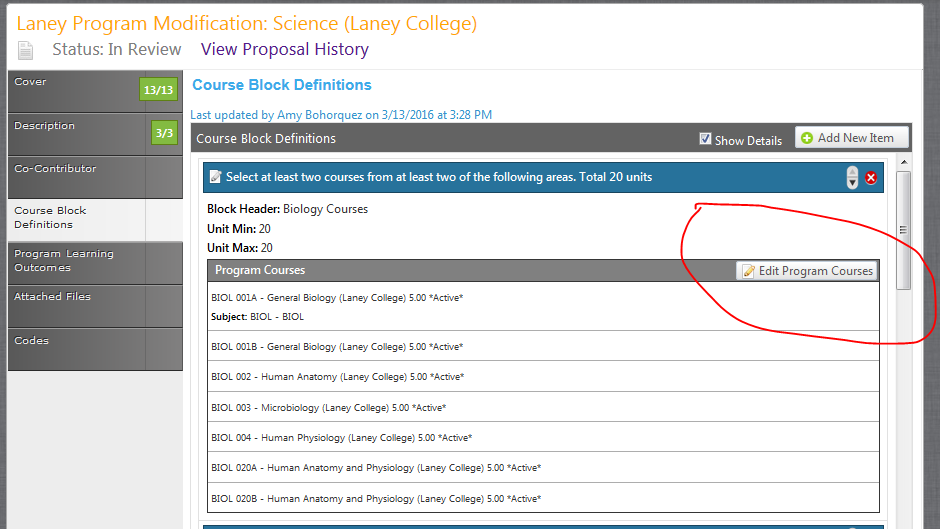 Laney Program Modification: Science (Laney College)
Status: In Review View Proposal History
Cover 13/13
Description 3/3
Co-Contributor
Course Block
Definitions
Program Learning
Outcomes
Attached Files
Codes
Course Block Definitions
Last updated by Amy Bohorquez on 3/13/2016 at 3:28 PM
Course Block Definitions Show Details Add New Item
Select at least two courses from at least two of the following areas. Total 20 units
Block Header: Biology Courses
Unit Min: 20
Unit Max: 20
Program Courses Edit Program Courses
BIOL 001A - General Biology (Laney College) 5.00 *Active*
Subject: BIOL - BIOL
BIOL 001B - General Biology (Laney College) 5.00 *Active*
BIOL 002 - Human Anatomy (Laney College) 5.00 *Active*
BIOL 003 - Microbiology (Laney College) 5.00 *Active*
BIOL 004 - Human Physiology (Laney College) 5.00 *Active*
BIOL 020A - Human Anatomy and Physiology (Laney College) 5.00 *Active*
BIOL 020B - Human Anatomy and Physiology (Laney College) 5.00 *Active*